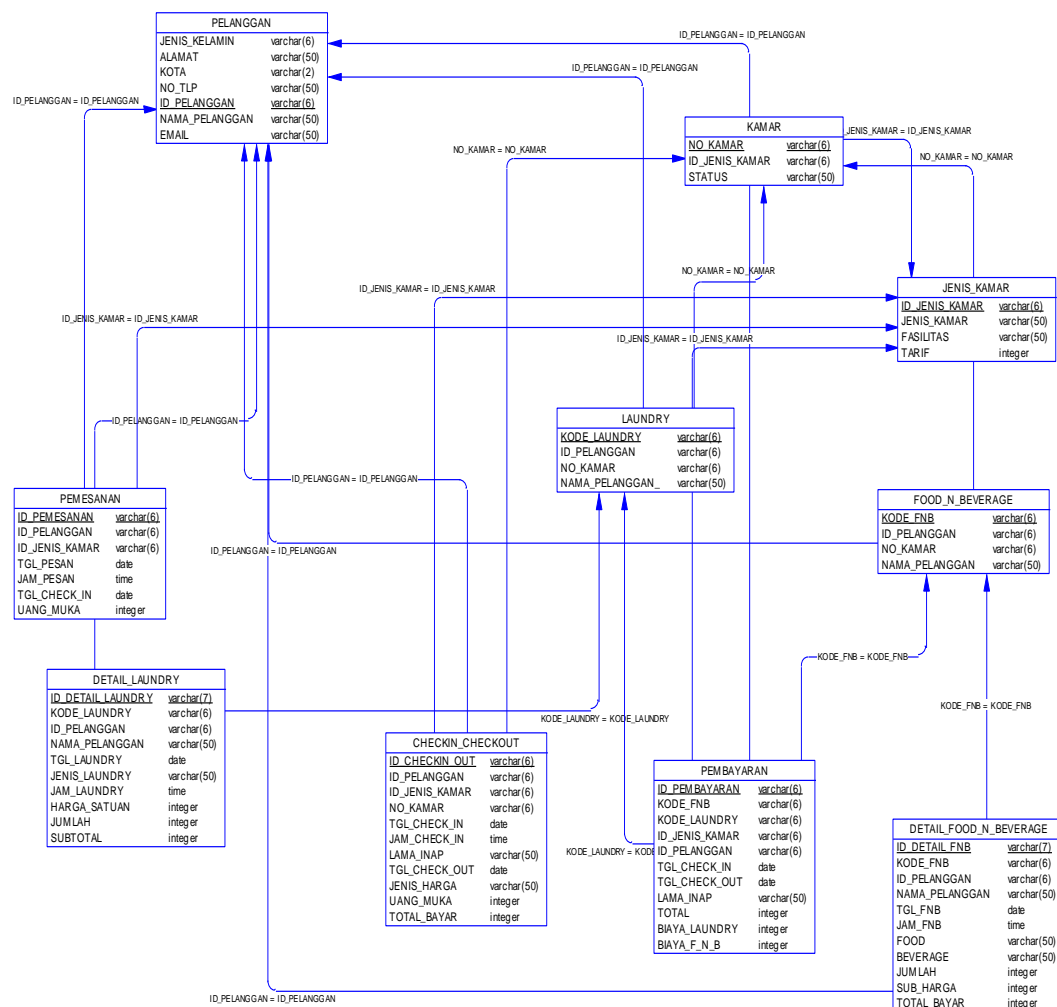 PELANGGAN
JENIS_KELAMIN varchar(6)
ALAMAT varchar(50)
KOTA varchar(2)
NO_TLP varchar(50)
ID_PELANGGAN varchar(6)
NAMA_PELANGGAN varchar(50)
EMAIL varchar(50)
ID_PELANGGAN = ID_PELANGGAN
ID_PELANGGAN = ID_PELANGGAN
ID_PELANGGAN = ID_PELANGGAN
KAMAR
NO_KAMAR varchar(6)
ID_JENIS_KAMAR varchar(6)
STATUS varchar(50)
_JENIS_KAMAR = ID_JENIS_KAMAR
NO_KAMAR = NO_KAMAR
NO_KAMAR = NO_KAMAR
NO_KAMAR = NO_KAMAR
JENIS_KAMAR
ID_JENIS_KAMAR varchar(6)
JENIS_KAMAR varchar(50)
FASILITAS varchar(50)
TARIF integer
ID_JENIS_KAMAR = ID_JENIS_KAMAR
ID_JENIS_KAMAR = ID_JENIS_KAMAR
ID_JENIS_KAMAR = ID_JENIS_KAMAR
LAUNDRY
KODE_LAUNDRY varchar(6)
ID_PELANGGAN varchar(6)
NO_KAMAR varchar(6)
NAMA_PELANGGAN_ varchar(50)
ID_PELANGGAN = ID_PELANGGAN
ID_PELANGGAN = ID_PELANGGAN
PEMESANAN
ID_PEMESANAN varchar(6)
ID_PELANGGAN varchar(6)
ID_JENIS_KAMAR varchar(6)
TGL_PESAN date
JAM_PESAN time
TGL_CHECK_IN date
UANG_MUKA integer
FOOD_N_BEVERAGE
KODE_FNB varchar(6)
ID_PELANGGAN varchar(6)
NO_KAMAR varchar(6)
NAMA_PELANGGAN varchar(50)
ID_PELANGGAN = ID_PELANGGAN
KODE_FNB = KODE_FNB
KODE_FNB = KODE_FNB
DETAIL_LAUNDRY
ID_DETAIL_LAUNDRY varchar(7)
KODE_LAUNDRY varchar(6)
ID_PELANGGAN varchar(6)
NAMA_PELANGGAN varchar(50)
TGL_LAUNDRY date
JENIS_LAUNDRY varchar(50)
JAM_LAUNDRY time
HARGA_SATUAN integer
JUMLAH integer
SUBTOTAL integer
KODE_LAUNDRY = KODE_LAUNDRY
CHECKIN_CHECKOUT
ID_CHECKIN_OUT varchar(6)
ID_PELANGGAN varchar(6)
ID_JENIS_KAMAR varchar(6)
NO_KAMAR varchar(6)
TGL_CHECK_IN date
JAM_CHECK_IN time
LAMA_INAP varchar(50)
TGL_CHECK_OUT date
JENIS_HARGA varchar(50)
UANG_MUKA integer
TOTAL_BAYAR integer
KODE_LAUNDRY = KODE
PEMBAYARAN
ID_PEMBAYARAN varchar(6)
KODE_FNB varchar(6)
KODE_LAUNDRY varchar(6)
ID_JENIS_KAMAR varchar(6)
ID_PELANGGAN varchar(6)
TGL_CHECK_IN date
TGL_CHECK_OUT date
LAMA_INAP varchar(50)
TOTAL integer
BIAYA_LAUNDRY integer
BIAYA_F_N_B integer
DETAIL_FOOD_N_BEVERAGE
ID_DETAIL_FNB varchar(7)
KODE_FNB varchar(6)
ID_PELANGGAN varchar(6)
NAMA_PELANGGAN varchar(50)
TGL_FNB date
JAM_FNB time
FOOD varchar(50)
BEVERAGE varchar(50)
JUMLAH integer
SUB_HARGA integer
TOTAL_BAYAR integer
ID_PELANGGAN = ID_PELANGGAN